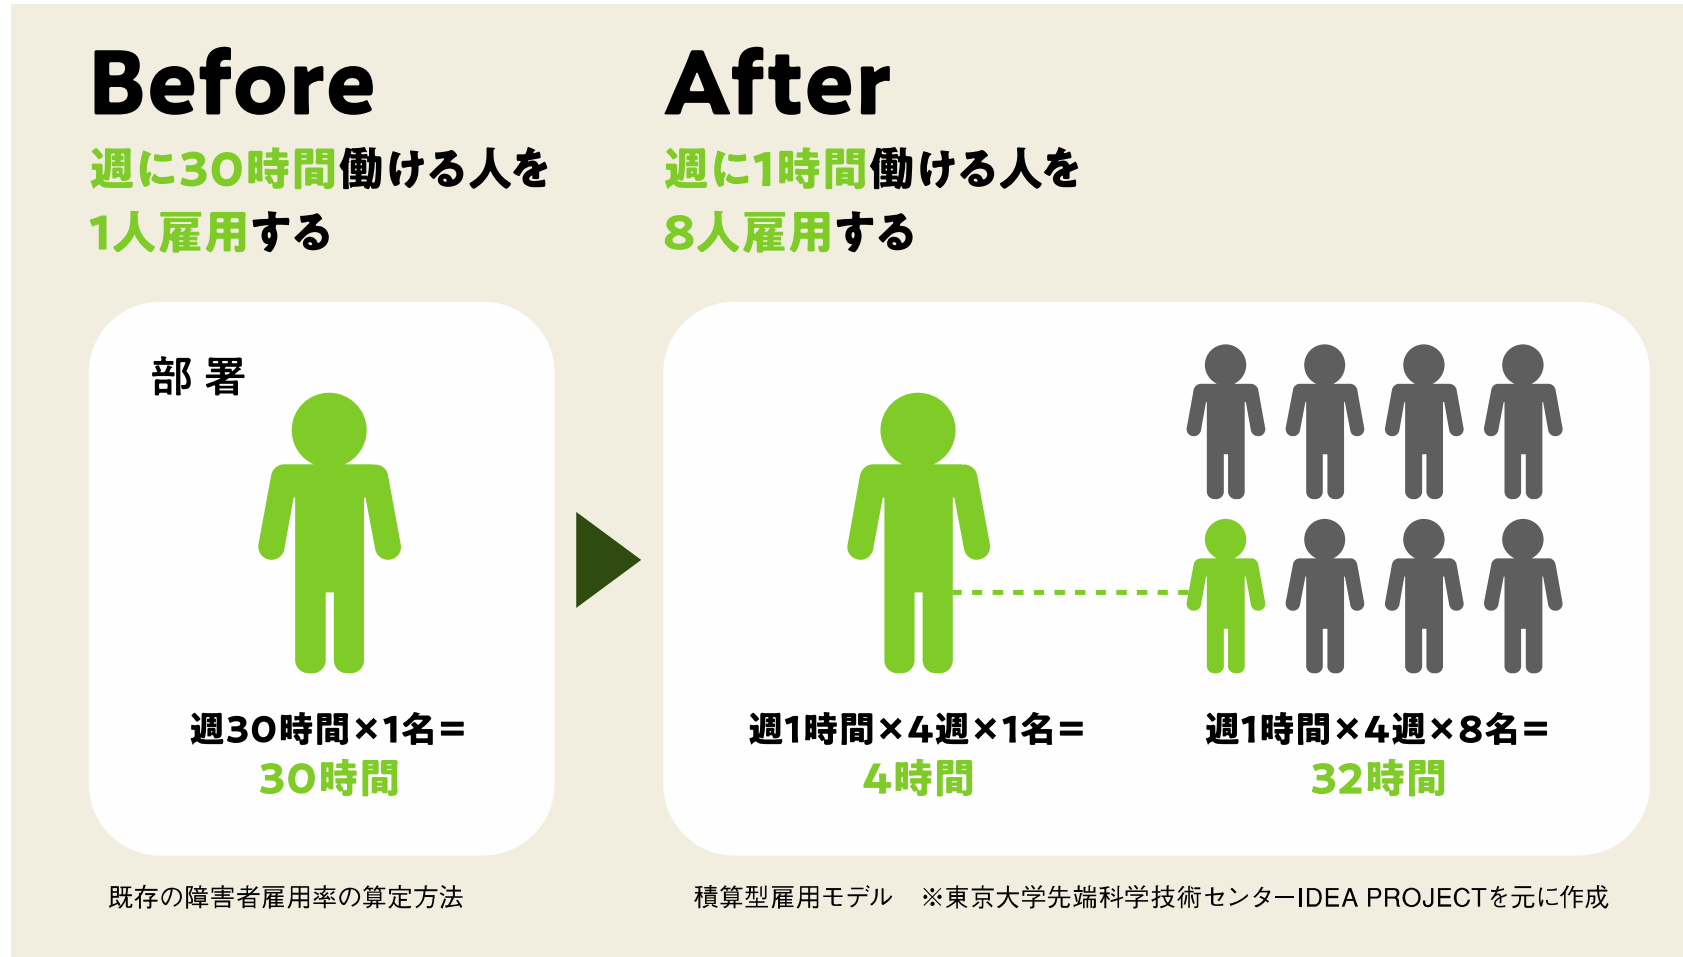 Before
週に30時間働ける人を
1人雇用する
部署
週30時間×1名=
30時間
既存の障害者雇用率の算定方法
After
週に1時間働ける人を
8人雇用する
週1時間×4週×1名=
4時間
週1時間×4週×8名=
32時間
積算型雇用モデル　※東京大学先端科学技術センターIDEA PROJECTを元に作成